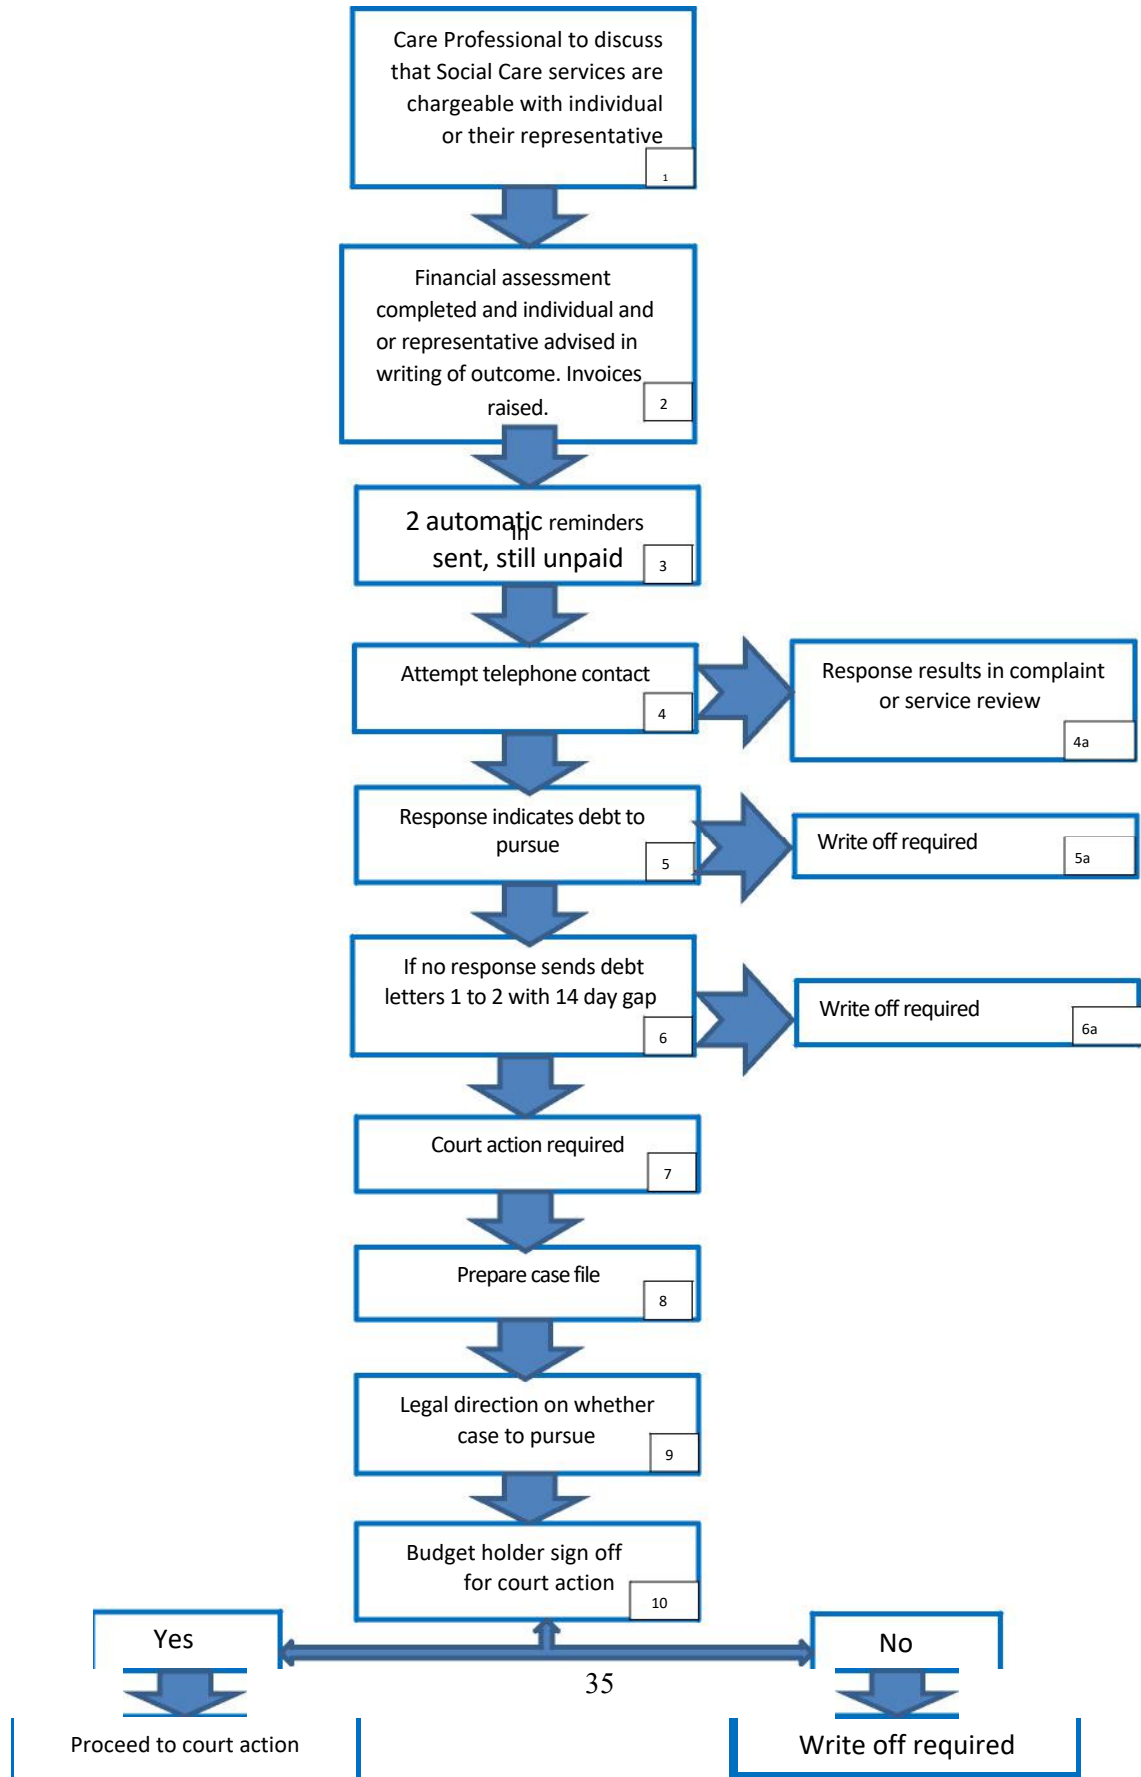 Care Professional to discuss
that Social Care services are
chargeable with individual
or their representative
1
Financial assessment
completed and individual and
or representative advised in
writing of outcome. Invoices
raised.
2
2 automatic reminders
In
sent, still unpaid
3
Attempt telephone contact
4
Response results in complaint
or service review
4a
Response indicates debt to
pursue
5
Write off required
5a
If no response sends debt
letters 1 to 2 with 14 day gap
6
Write off required
6a
Court action required
7
Prepare case file
8
Legal direction on whether
case to pursue
9
Budget holder sign off
for court action
10
Yes
No
35
Proceed to court action
Write off required